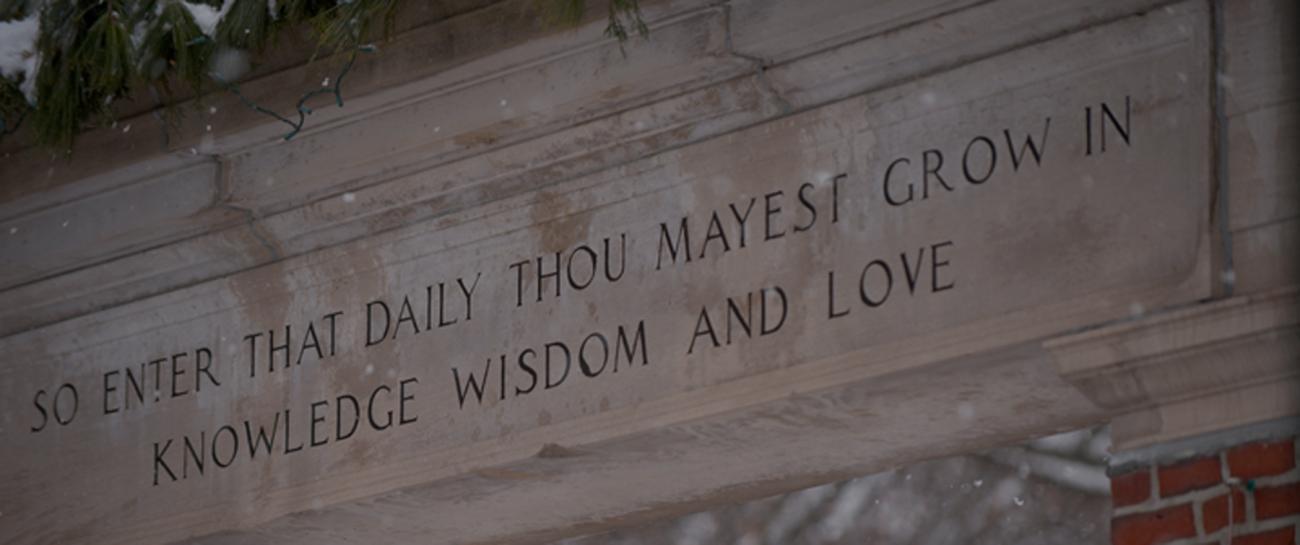 SO ENTER THAT DAILY THOU MAYEST GROW IN
KNOWLEDGE WISDOM AND LOVE